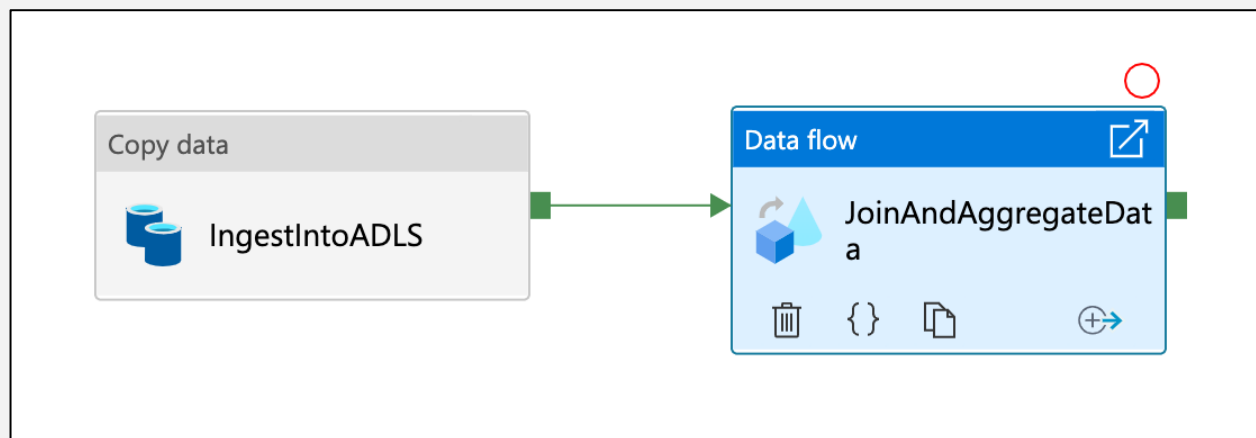 Copy data
IngestIntoADLS
Data flow
JoinAndAggregateDat
a